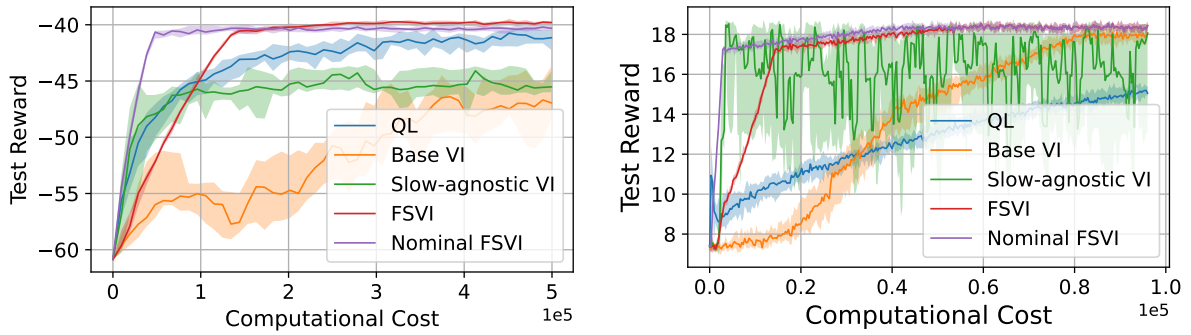 −40
−45
−50
−55
−60
Test Reward
0
1
2
3
4
5
1e5
Computational Cost
QL
Base VI
Slow-agnostic VI
FSVI
Nominal FSVI
18
16
14
12
10
8
Test Reward
0.0
0.2
0.4
0.6
0.8
1.0
1e5
Computational Cost
QL
Base VI
Slow-agnostic VI
FSVI
Nominal FSVI